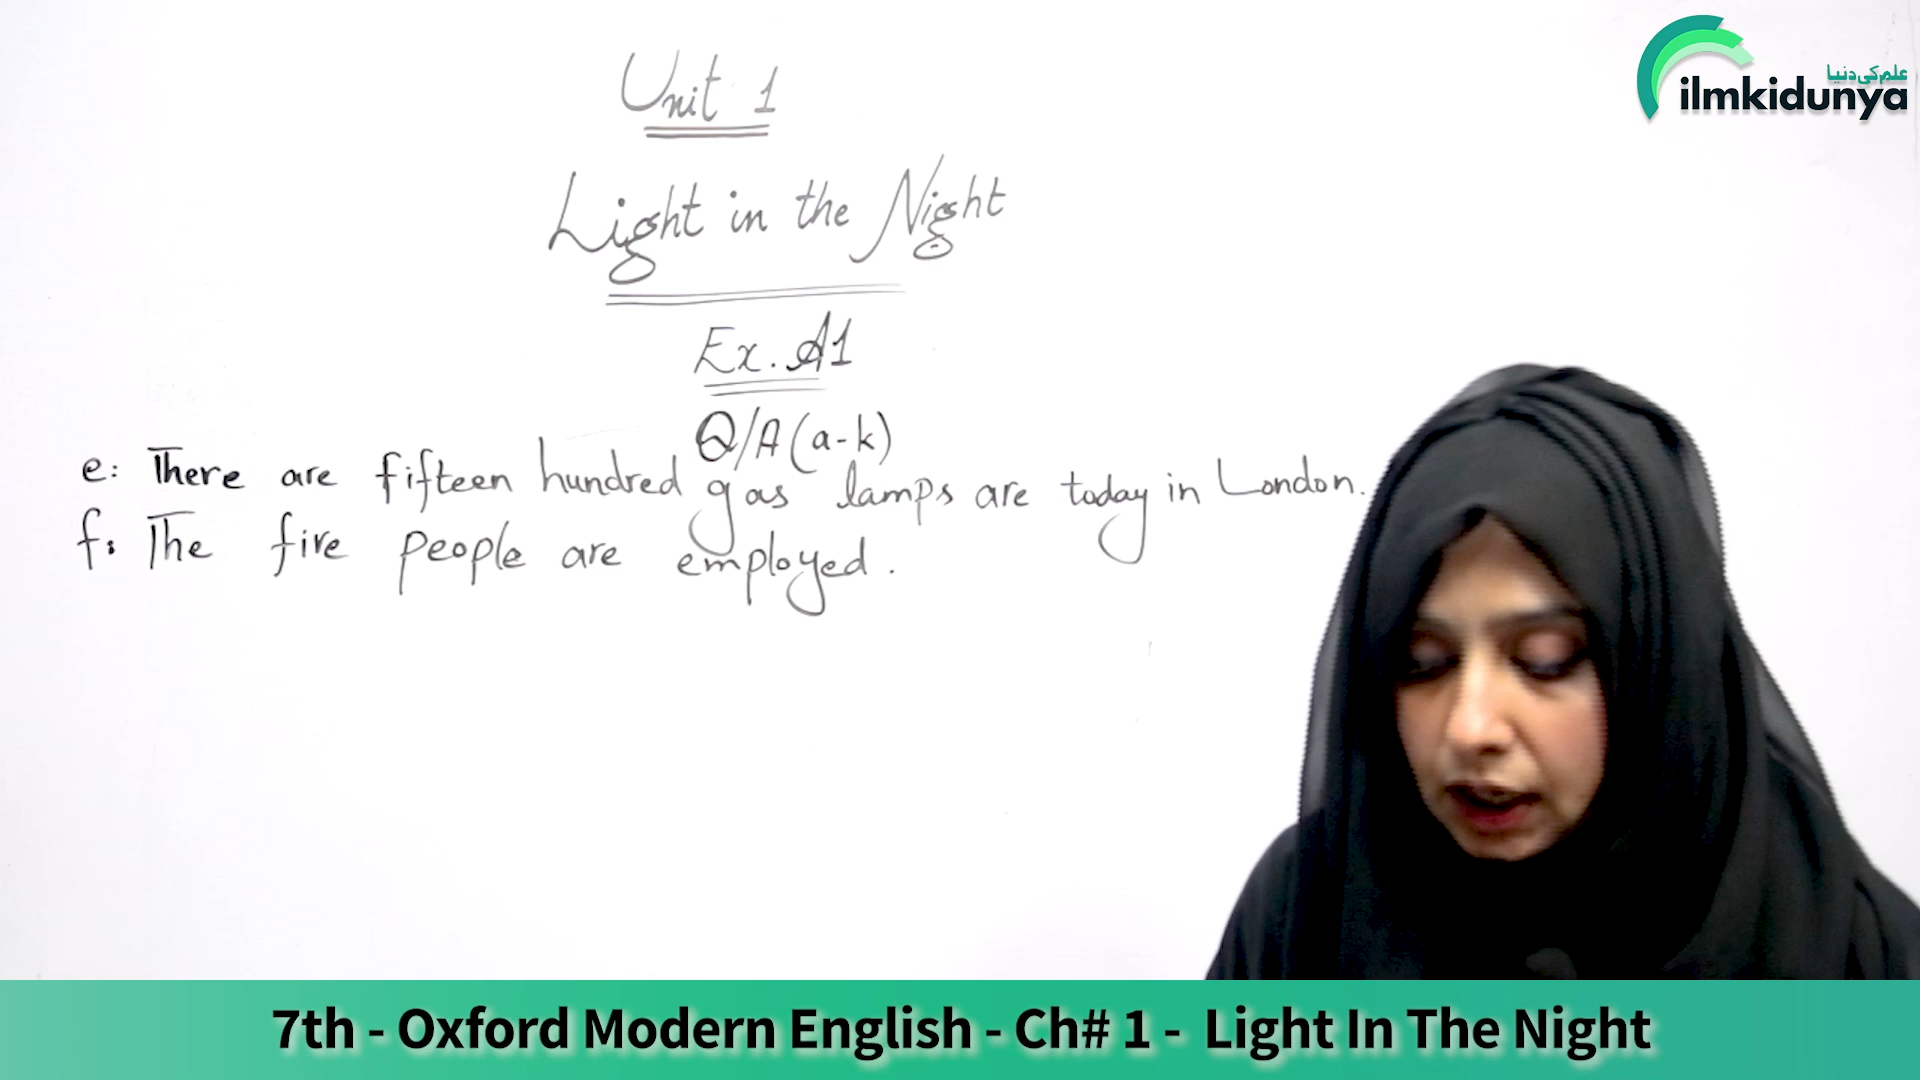 علم کی دنیا
ilmkidunya
Unit 1
Light in the Night
Ex. A1
Q/A (a-k)
e: There are fifteen hundred gas lamps are today in London.
f: The five people are employed.
7th - Oxford Modern English - Ch# 1 - Light In The Night